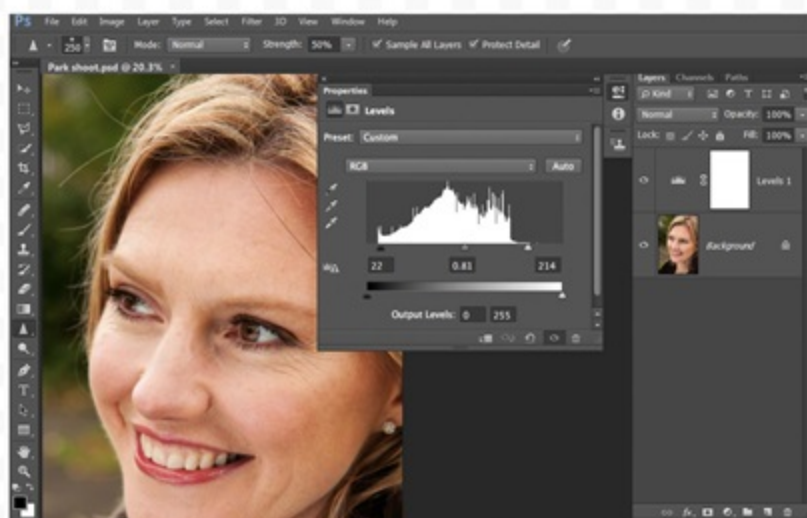 Ps File Edit Image Layer Type Select Filter 3D View Window Help
250 Mode: Normal Strength: 50% Sample All Layers Protect Detail
Park shoot.psd @ 20.3%
Properties
Levels
Preset: Custom
RGB Auto
22 0.81 214
Output Levels: 0 255
Layers Channels Paths
Kind
Normal Opacity: 100%
Lock: Fill: 100%
Levels 1
Background